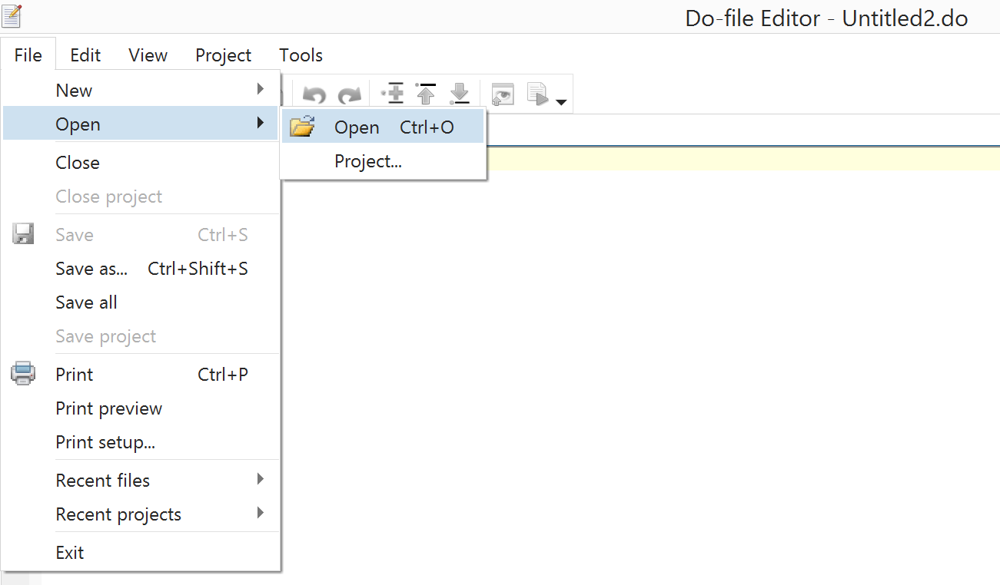 Do-file Editor - Untitled2.do
File Edit View Project Tools
New
Open
Open Ctrl+O
Project...
Close
Close project
Save Ctrl+S
Save as... Ctrl+Shift+S
Save all
Save project
Print Ctrl+P
Print preview
Print setup...
Recent files
Recent projects
Exit